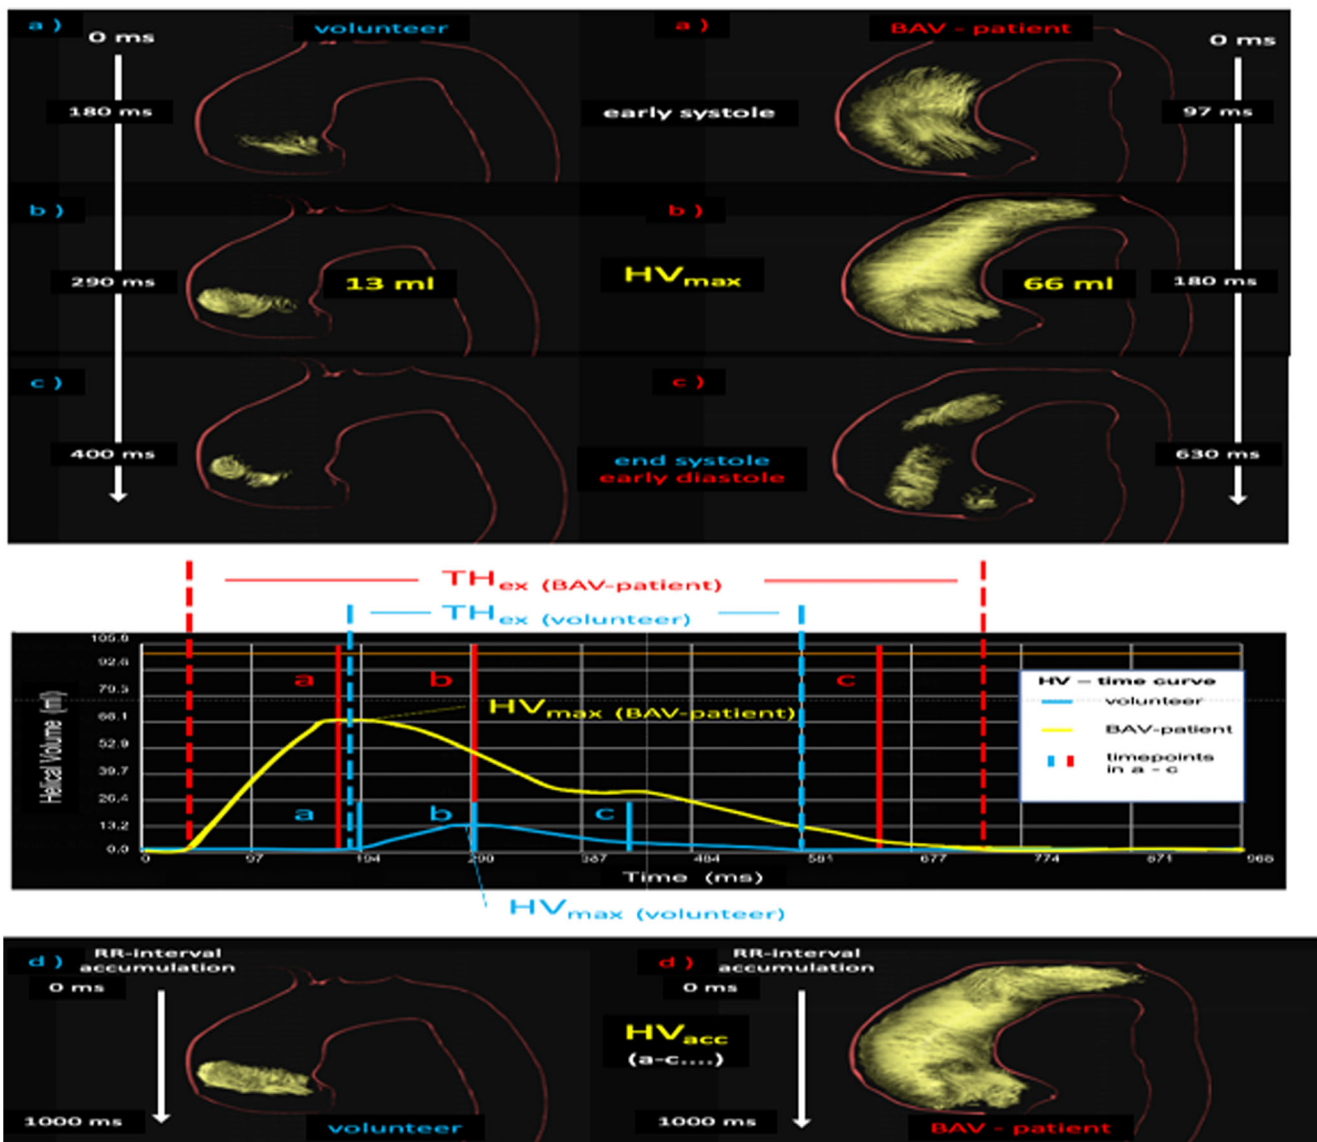 a )
0 ms
volunteer
a )
BAV - patient
0 ms
180 ms
early systole
97 ms
b )
b )
290 ms
13 ml
HVmax
66 ml
180 ms
c )
c )
400 ms
end systole
early diastole
630 ms
THex (BAV-patient)
THex (volunteer)
105.8
92.6
79.3
66.1
52.9
39.7
26.4
13.2
0.0
Helical Volume (ml)
a
b
c
HVmax (BAV-patient)
a
b
c
HV – time curve
volunteer
BAV-patient
timepoints
in a - c
0
97
194
290
387
484
581
677
774
871
968
Time (ms)
HVmax (volunteer)
d )
RR-interval
accumulation
0 ms
1000 ms
volunteer
d )
RR-interval
accumulation
0 ms
HVacc
(a-c....)
1000 ms
BAV - patient